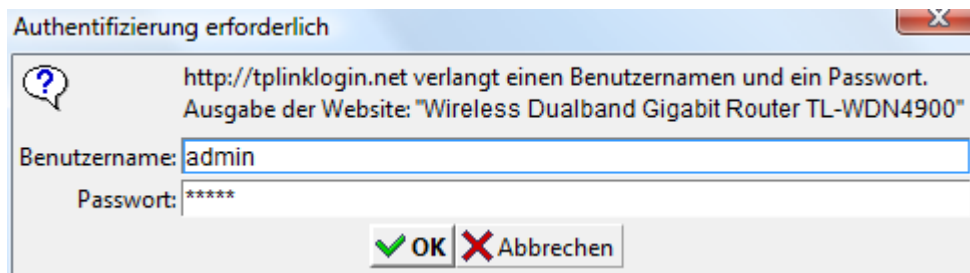 Authentifizierung erforderlich
http://tplinklogin.net verlangt einen Benutzernamen und ein Passwort.
Ausgabe der Website: "Wireless Dualband Gigabit Router TL-WDN4900"
Benutzername: admin
Passwort: *****
OK Abbrechen